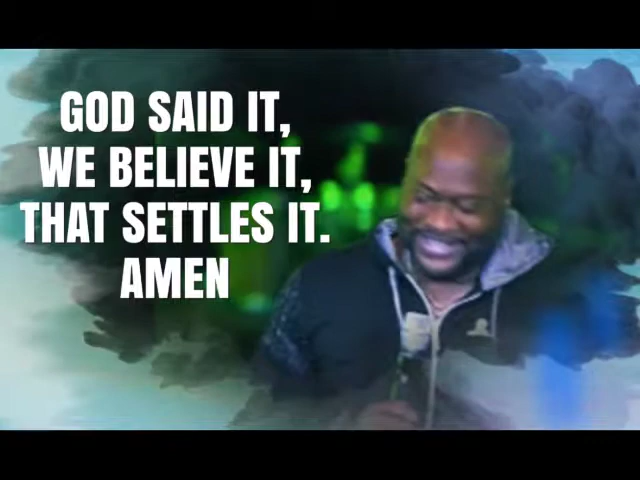 GOD SAID IT,
WE BELIEVE IT,
THAT SETTLES IT.
AMEN